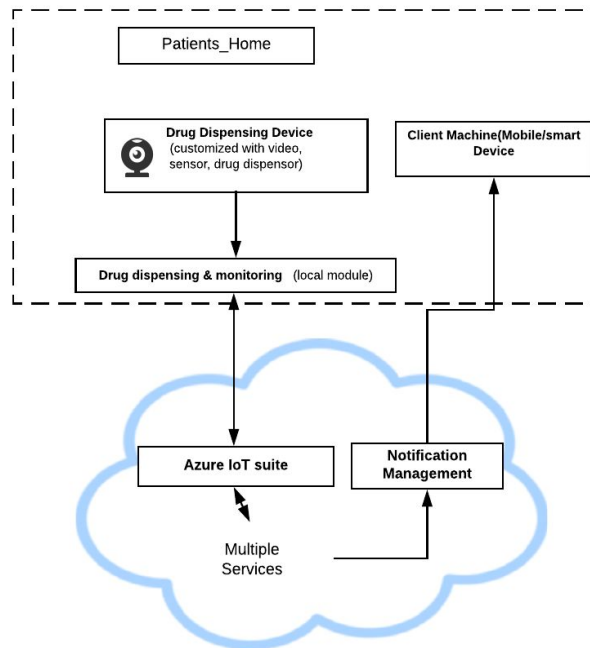 Patients_Home
Drug Dispensing Device
(customized with video,
sensor, drug dispensor)
Client Machine(Mobile/smart
Device
Drug dispensing & monitoring (local module)
Azure IoT suite
Notification
Management
Multiple
Services